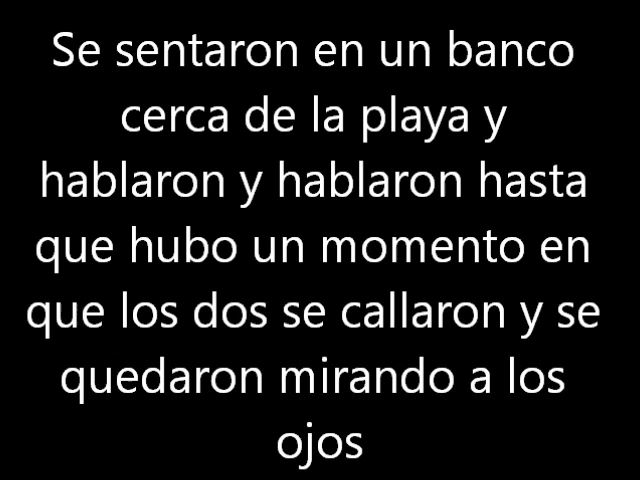 Se sentaron en un banco
cerca de la playa y
hablaron y hablaron hasta
que hubo un momento en
que los dos se callaron y se
quedaron mirando a los
ojos